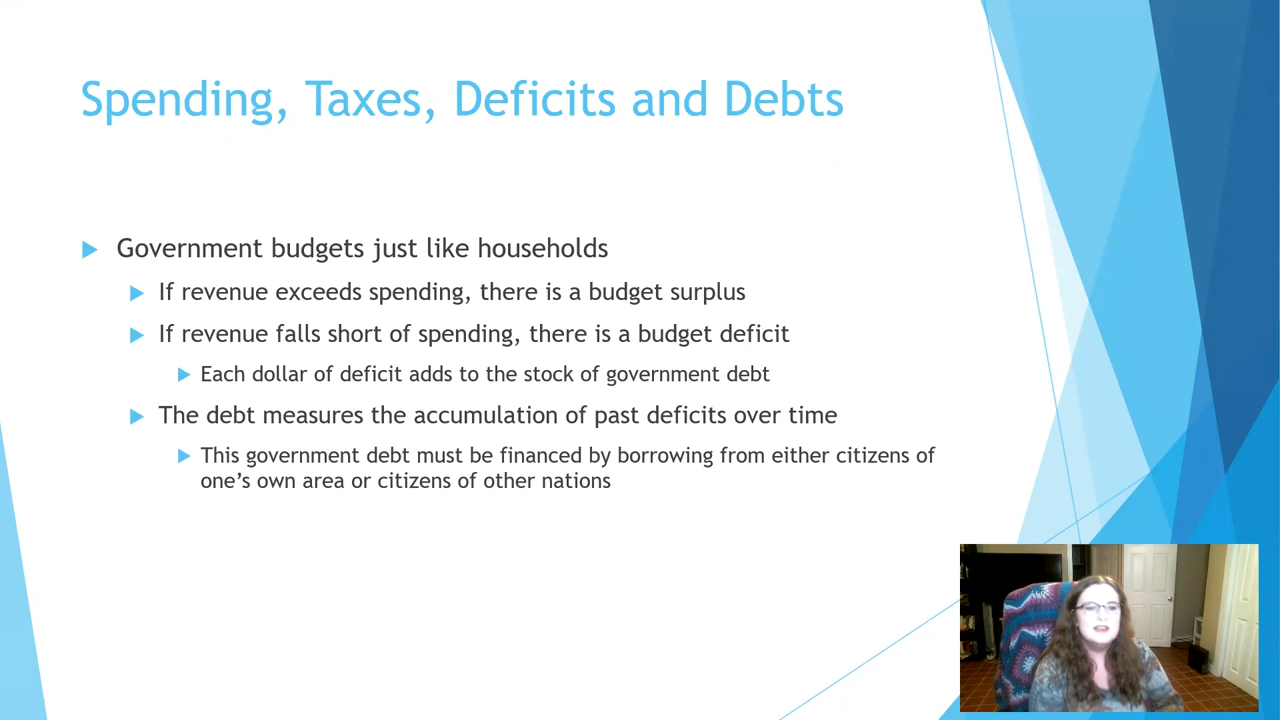 Spending, Taxes, Deficits and Debts
Government budgets just like households
If revenue exceeds spending, there is a budget surplus
If revenue falls short of spending, there is a budget deficit
Each dollar of deficit adds to the stock of government debt
The debt measures the accumulation of past deficits over time
This government debt must be financed by borrowing from either citizens of
one’s own area or citizens of other nations